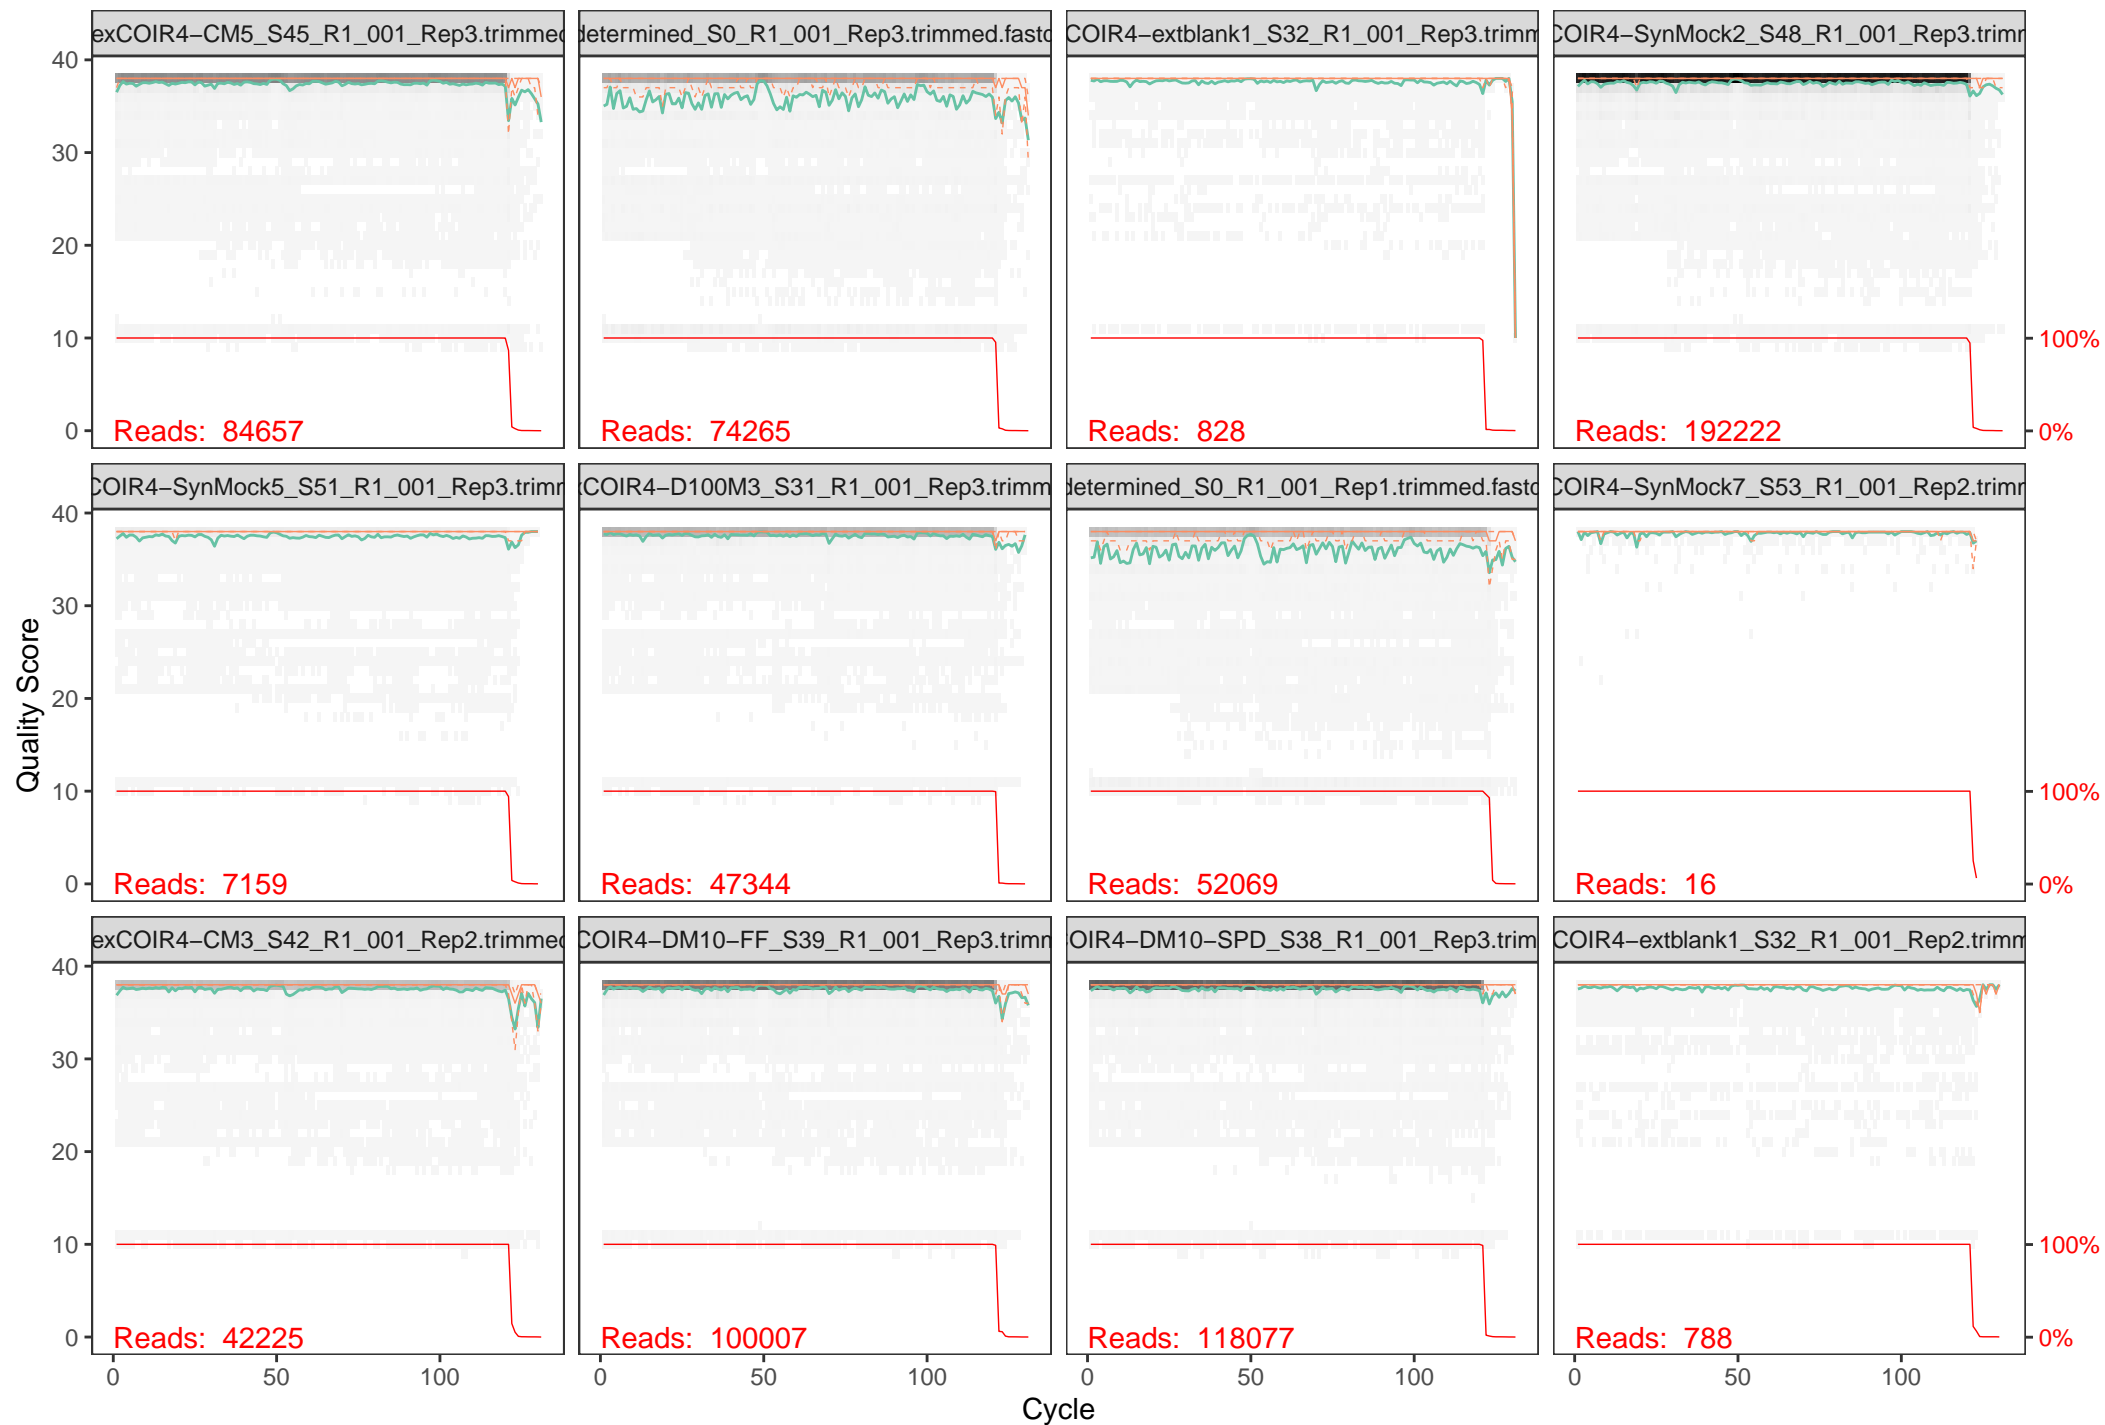 exCOIR4−CM5_S45_R1_001_Rep3.trimmed
determined_S0_R1_001_Rep3.trimmed.fastq
COIR4−extblank1_S32_R1_001_Rep3.trimm
COIR4−SynMock2_S48_R1_001_Rep3.trimm
40
30
20
10
0
Reads: 84657
Reads: 74265
Reads: 828
Reads: 192222
100%
0%
COIR4−SynMock5_S51_R1_001_Rep3.trimm
xCOIR4−D100M3_S31_R1_001_Rep3.trimm
determined_S0_R1_001_Rep1.trimmed.fastq
COIR4−SynMock7_S53_R1_001_Rep2.trimm
40
30
20
10
0
Quality Score
Reads: 7159
Reads: 47344
Reads: 52069
Reads: 16
100%
0%
exCOIR4−CM3_S42_R1_001_Rep2.trimmed
COIR4−DM10−FF_S39_R1_001_Rep3.trimm
OIR4−DM10−SPD_S38_R1_001_Rep3.trim
COIR4−extblank1_S32_R1_001_Rep2.trimm
40
30
20
10
0
Reads: 42225
Reads: 100007
Reads: 118077
Reads: 788
100%
0%
0 50 100
0 50 100
0 50 100
0 50 100
Cycle